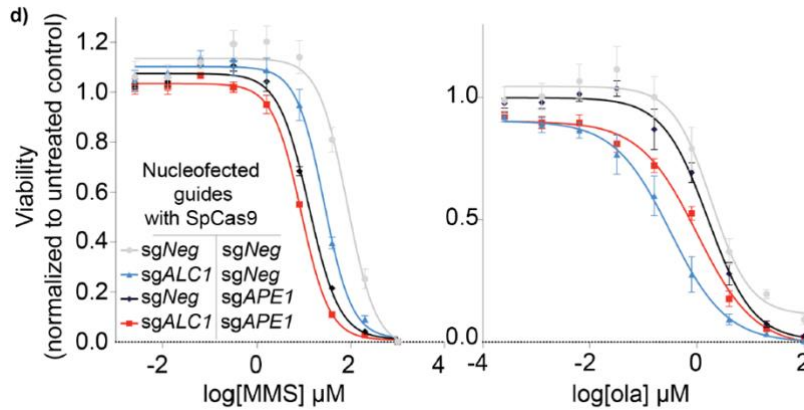 d)
Viability
(normalized to untreated control)
1.2
1.0
0.8
0.6
0.4
0.2
0.0
Nucleofected
guides
with SpCas9
sgNeg sgNeg
sgALC1 sgNeg
sgNeg sgAPE1
sgALC1 sgAPE1
-2 0 2 4
log[MMS] µM
1.0
0.5
0.0
-4 -2 0 2
log[ola] µM